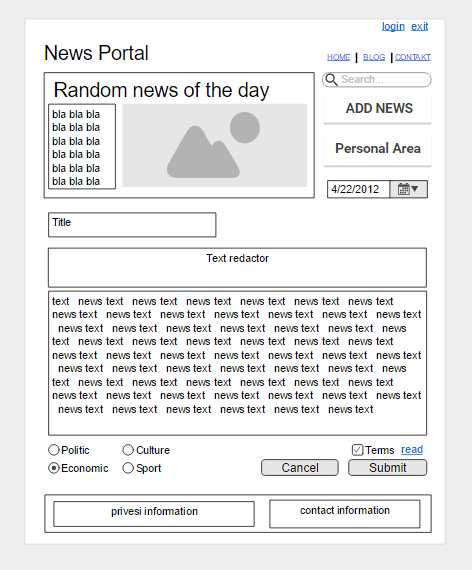 login exit
News Portal
HOME | BLOG | CONTAKT
Random news of the day
Search...
bla bla bla
bla bla bla
bla bla bla
bla bla bla
bla bla bla
bla bla bla
ADD NEWS
Personal Area
4/22/2012
Title
Text redactor
text news text news text news text news text news text news text
news text news text news text news text news text news text news text
news text news text news text news text news text news text news
text news text news text news text news text news text news text
news text news text news text news text news text news text news text
news text news text news text news text news text news text news
text news text news text news text news text news text news text
news text news text news text news text news text news text news text
news text news text news text news text news text news text
Politic Culture Terms read
Economic Sport Cancel Submit
privesi information contact information